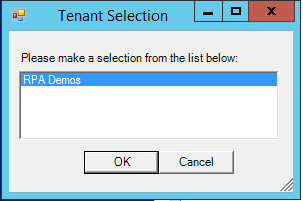 Tenant Selection
Please make a selection from the list below:
RPA Demos
OK
Cancel